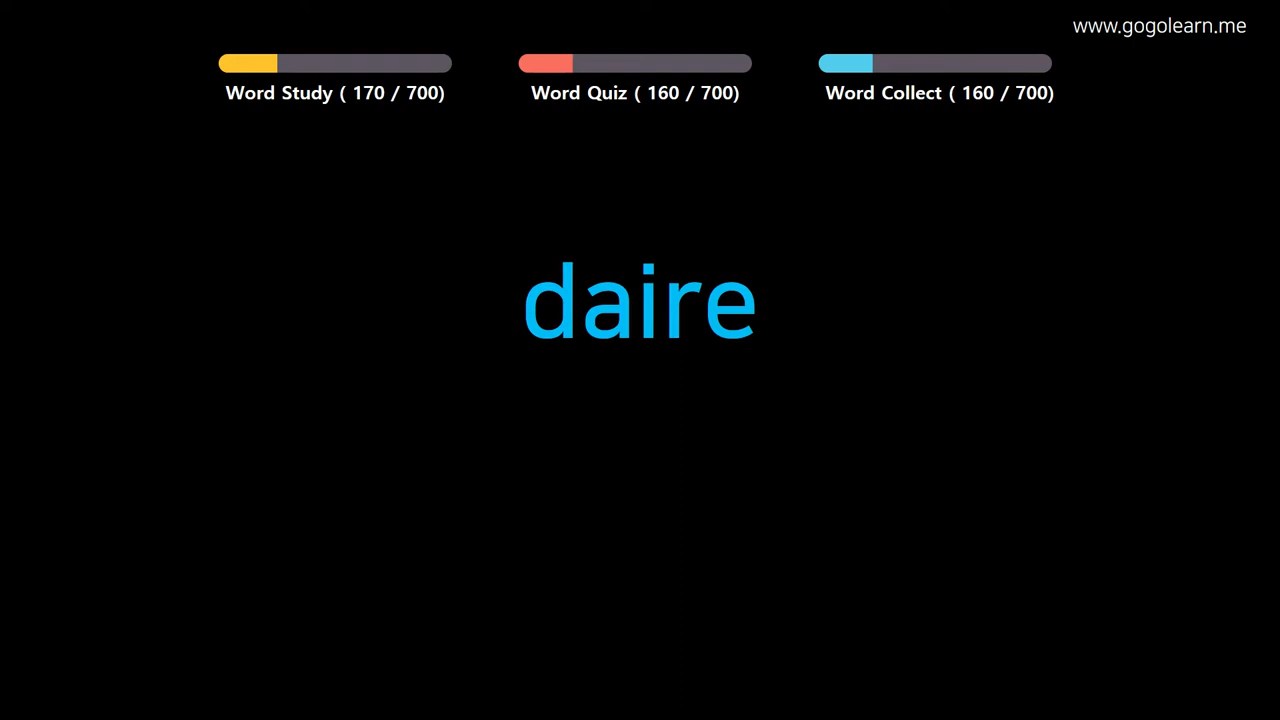 www.gogolearn.me
Word Study ( 170 / 700)
Word Quiz ( 160 / 700)
Word Collect ( 160 / 700)
daire